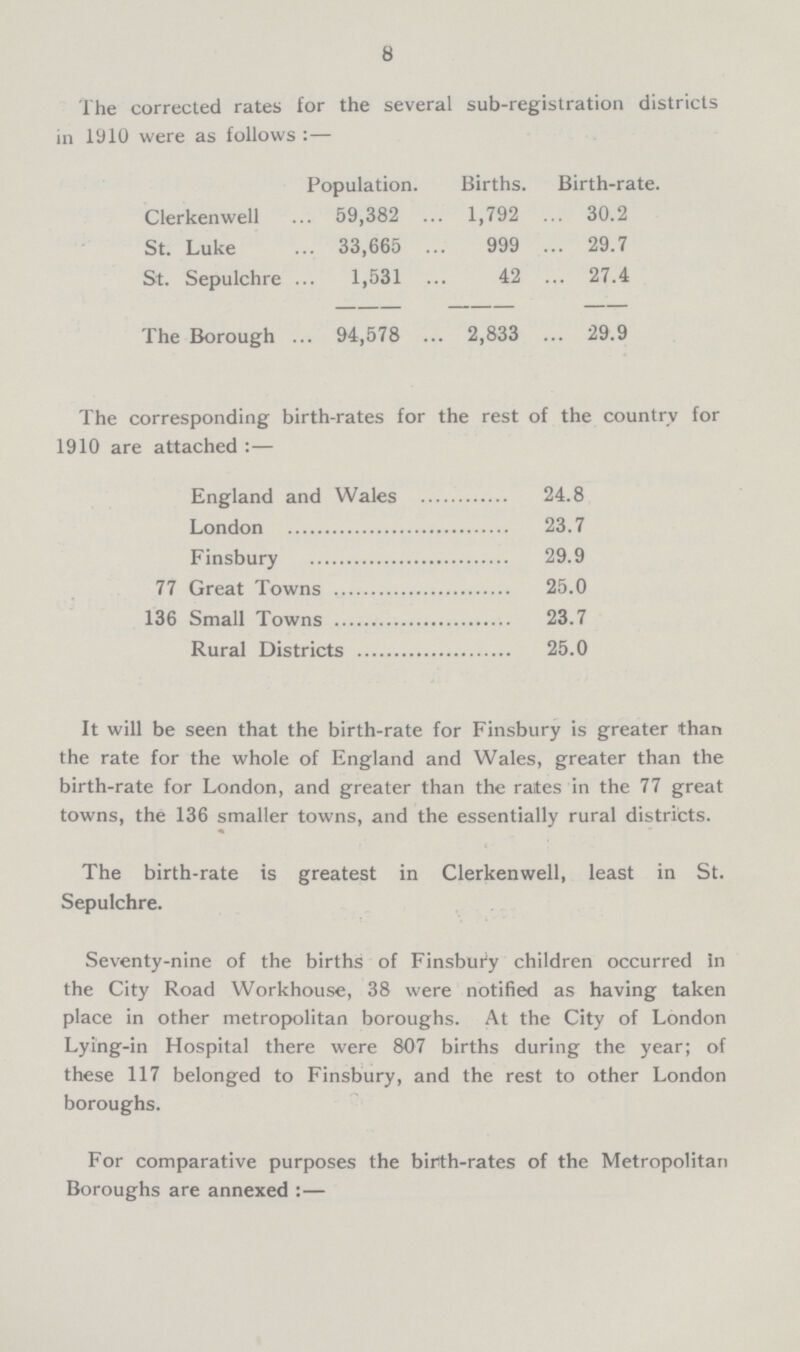 8
The corrected rates for the several sub-registration districts
in 1910 were as follows :—
Population. Births. Birth-rate.
Clerkenwell ... 59,382 ... 1,792 ... 30.2
St. Luke ... 33,665 ... 999 ... 29.7
St. Sepulchre ... 1,531 ... 42 ... 27.4
The Borough ... 94,578 ... 2,833 ... 29.9
The corresponding birth-rates for the rest of the country for
1910 are attached :—
England and Wales ............ 24.8
London ................................ 23.7
Finsbury ............................. 29.9
77 Great Towns ......................... 25.0
136 Small Towns ......................... 23.7
Rural Districts ...................... 25.0
It will be seen that the birth-rate for Finsbury is greater than
the rate for the whole of England and Wales, greater than the
birth-rate for London, and greater than the rates in the 77 great
towns, the 136 smaller towns, and the essentially rural districts.
The birth-rate is greatest in Clerkenwell, least in St.
Sepulchre.
Seventy-nine of the births of Finsbury children occurred in
the City Road Workhouse, 38 were notified as having taken
place in other metropolitan boroughs. At the City of London
Lying-in Hospital there were 807 births during the year; of
these 117 belonged to Finsbury, and the rest to other London
boroughs.
For comparative purposes the birth-rates of the Metropolitan
Boroughs are annexed :—